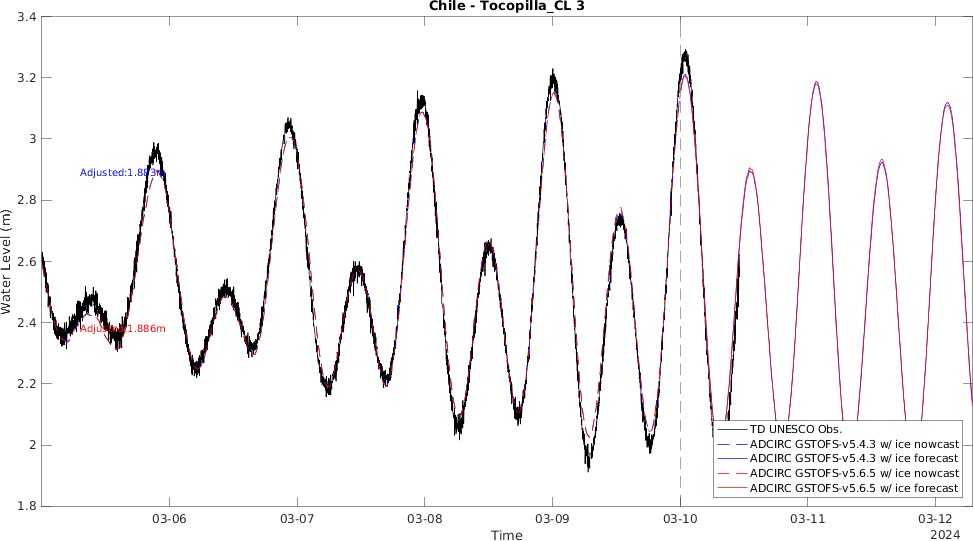 Chile - Tocopilla_CL 3
3.4
3.2
3
2.8
2.6
2.4
2.2
2
1.8
Water Level (m)
Adjusted:1.883m
Adjusted:1.886m
TD UNESCO Obs.
ADCIRC GSTOFS-v5.4.3 w/ ice nowcast
ADCIRC GSTOFS-v5.4.3 w/ ice forecast
ADCIRC GSTOFS-v5.6.5 w/ ice nowcast
ADCIRC GSTOFS-v5.6.5 w/ ice forecast
03-06 03-07 03-08 03-09 03-10 03-11 03-12
Time
2024